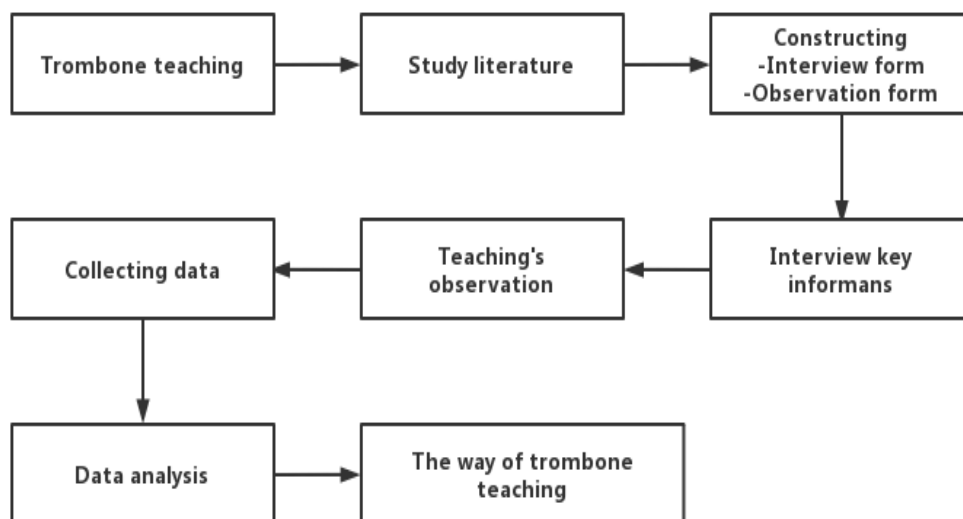 Trombone teaching
Study literature
Constructing
-Interview form
-Observation form
Interview key
informans
Teaching's
observation
Collecting data
Data analysis
The way of trombone
teaching